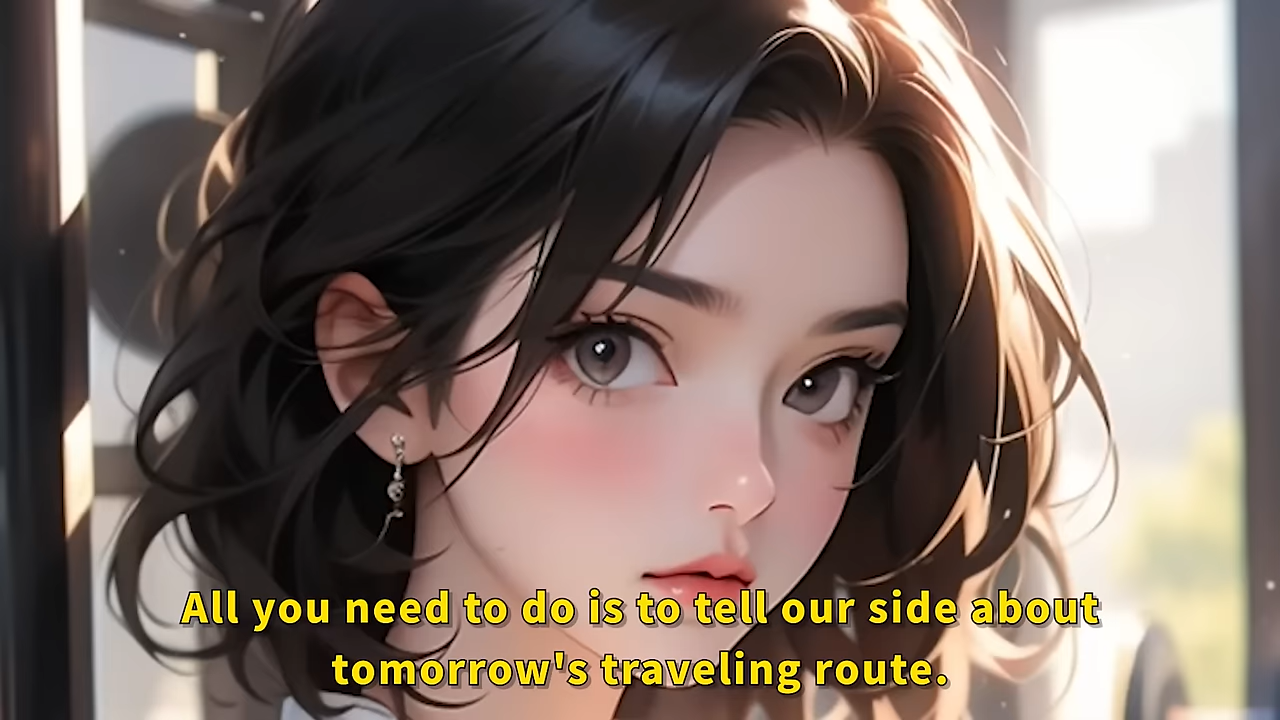 All you need to do is to tell our side about
tomorrow's traveling route.